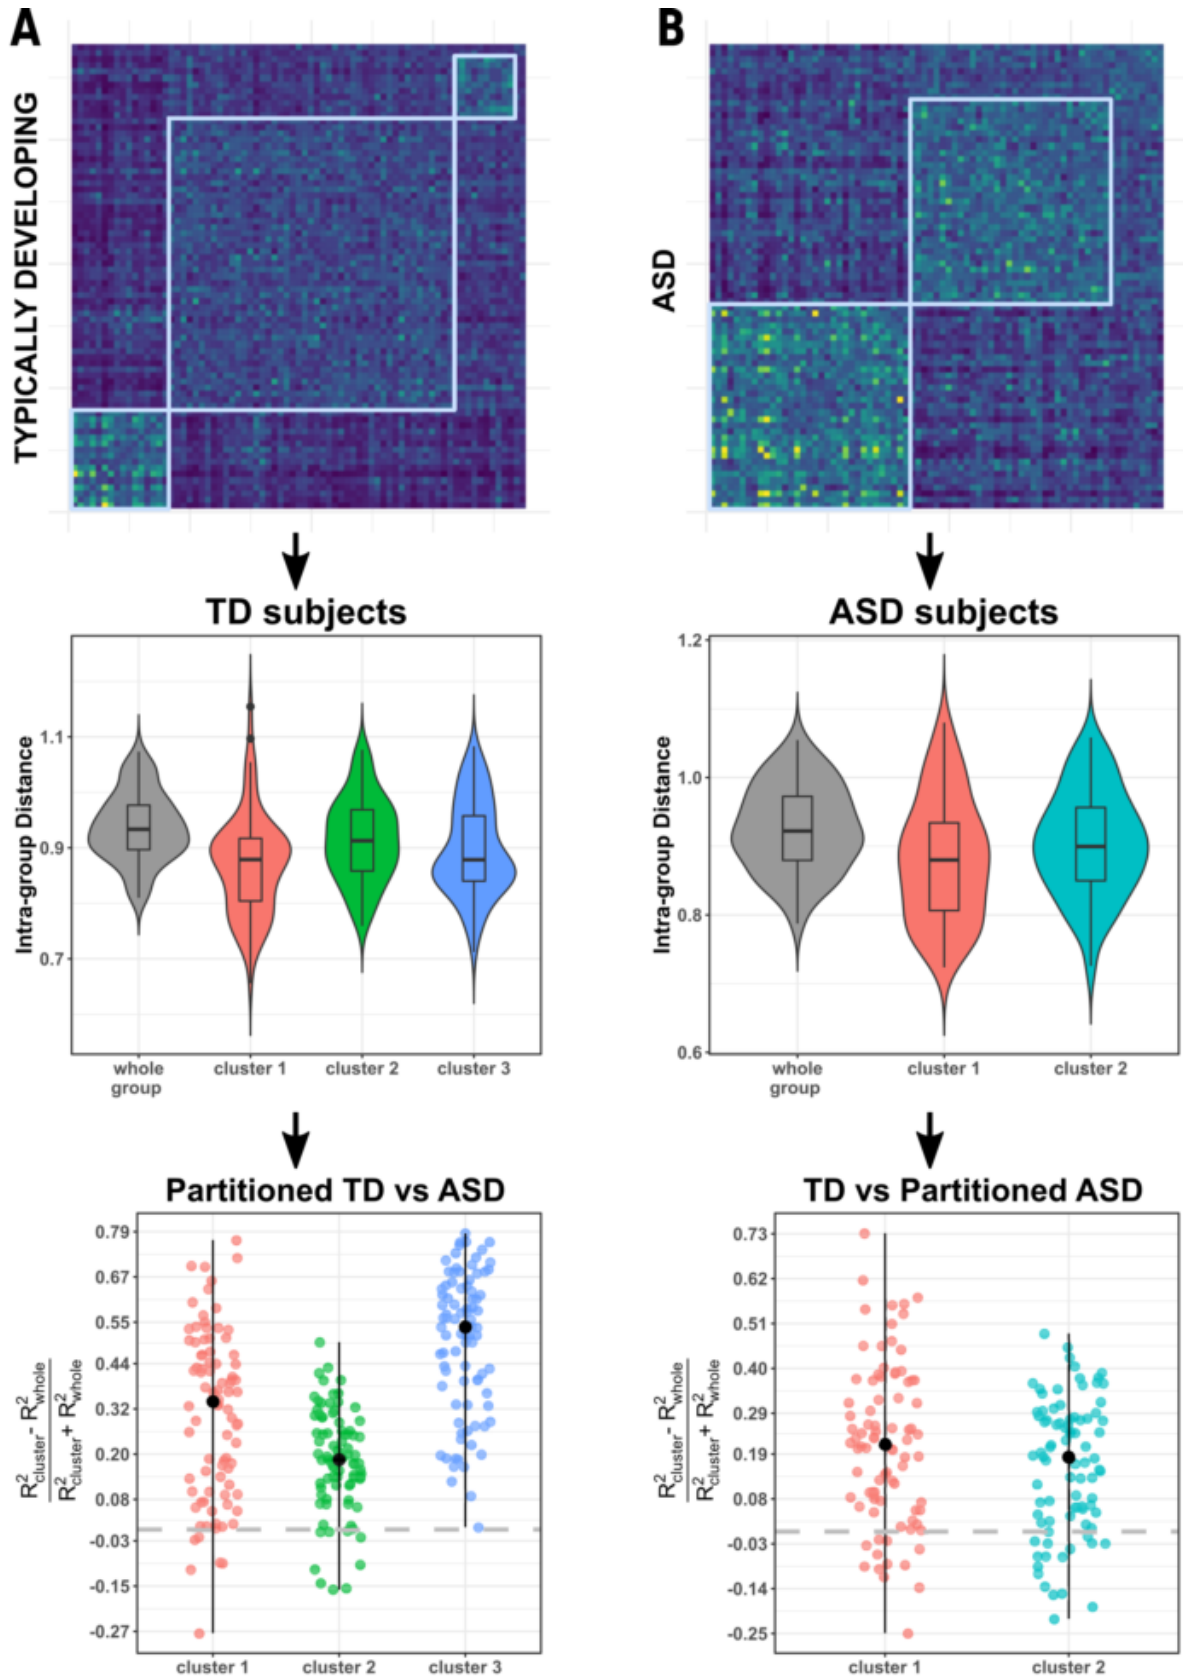 A
B
TYPICALLY DEVELOPING
ASD
TD subjects
ASD subjects
Intra-group Distance
1.1
0.9
0.7
whole group
cluster 1
cluster 2
cluster 3
Intra-group Distance
1.2
1.0
0.8
0.6
whole group
cluster 1
cluster 2
Partitioned TD vs ASD
TD vs Partitioned ASD
R²cluster - R²whole
R²cluster + R²whole
0.79
0.67
0.55
0.44
0.32
0.20
0.08
-0.03
-0.15
-0.27
cluster 1
cluster 2
cluster 3
R²cluster - R²whole
R²cluster + R²whole
0.73
0.62
0.51
0.40
0.29
0.19
0.08
-0.03
-0.14
-0.25
cluster 1
cluster 2